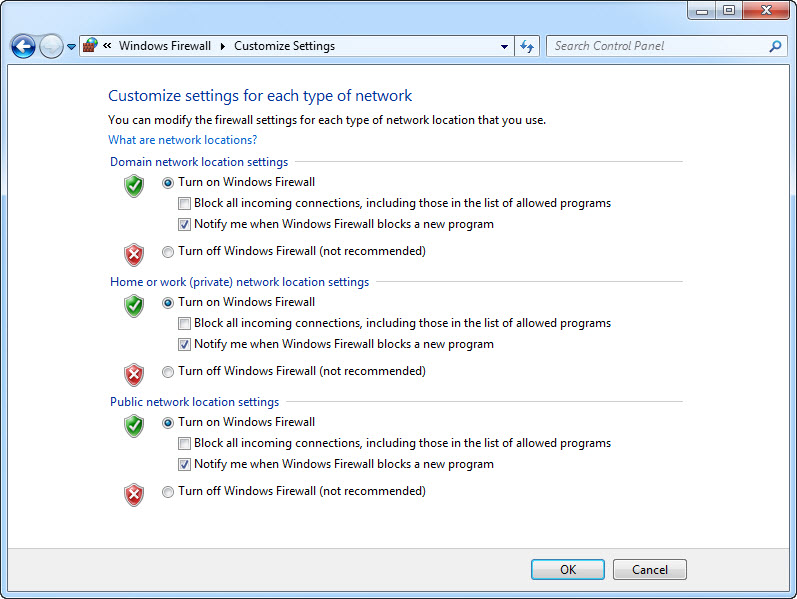 « Windows Firewall ▸ Customize Settings
Search Control Panel
Customize settings for each type of network
You can modify the firewall settings for each type of network location that you use.
What are network locations?
Domain network location settings
Turn on Windows Firewall
Block all incoming connections, including those in the list of allowed programs
Notify me when Windows Firewall blocks a new program
Turn off Windows Firewall (not recommended)
Home or work (private) network location settings
Turn on Windows Firewall
Block all incoming connections, including those in the list of allowed programs
Notify me when Windows Firewall blocks a new program
Turn off Windows Firewall (not recommended)
Public network location settings
Turn on Windows Firewall
Block all incoming connections, including those in the list of allowed programs
Notify me when Windows Firewall blocks a new program
Turn off Windows Firewall (not recommended)
OK Cancel